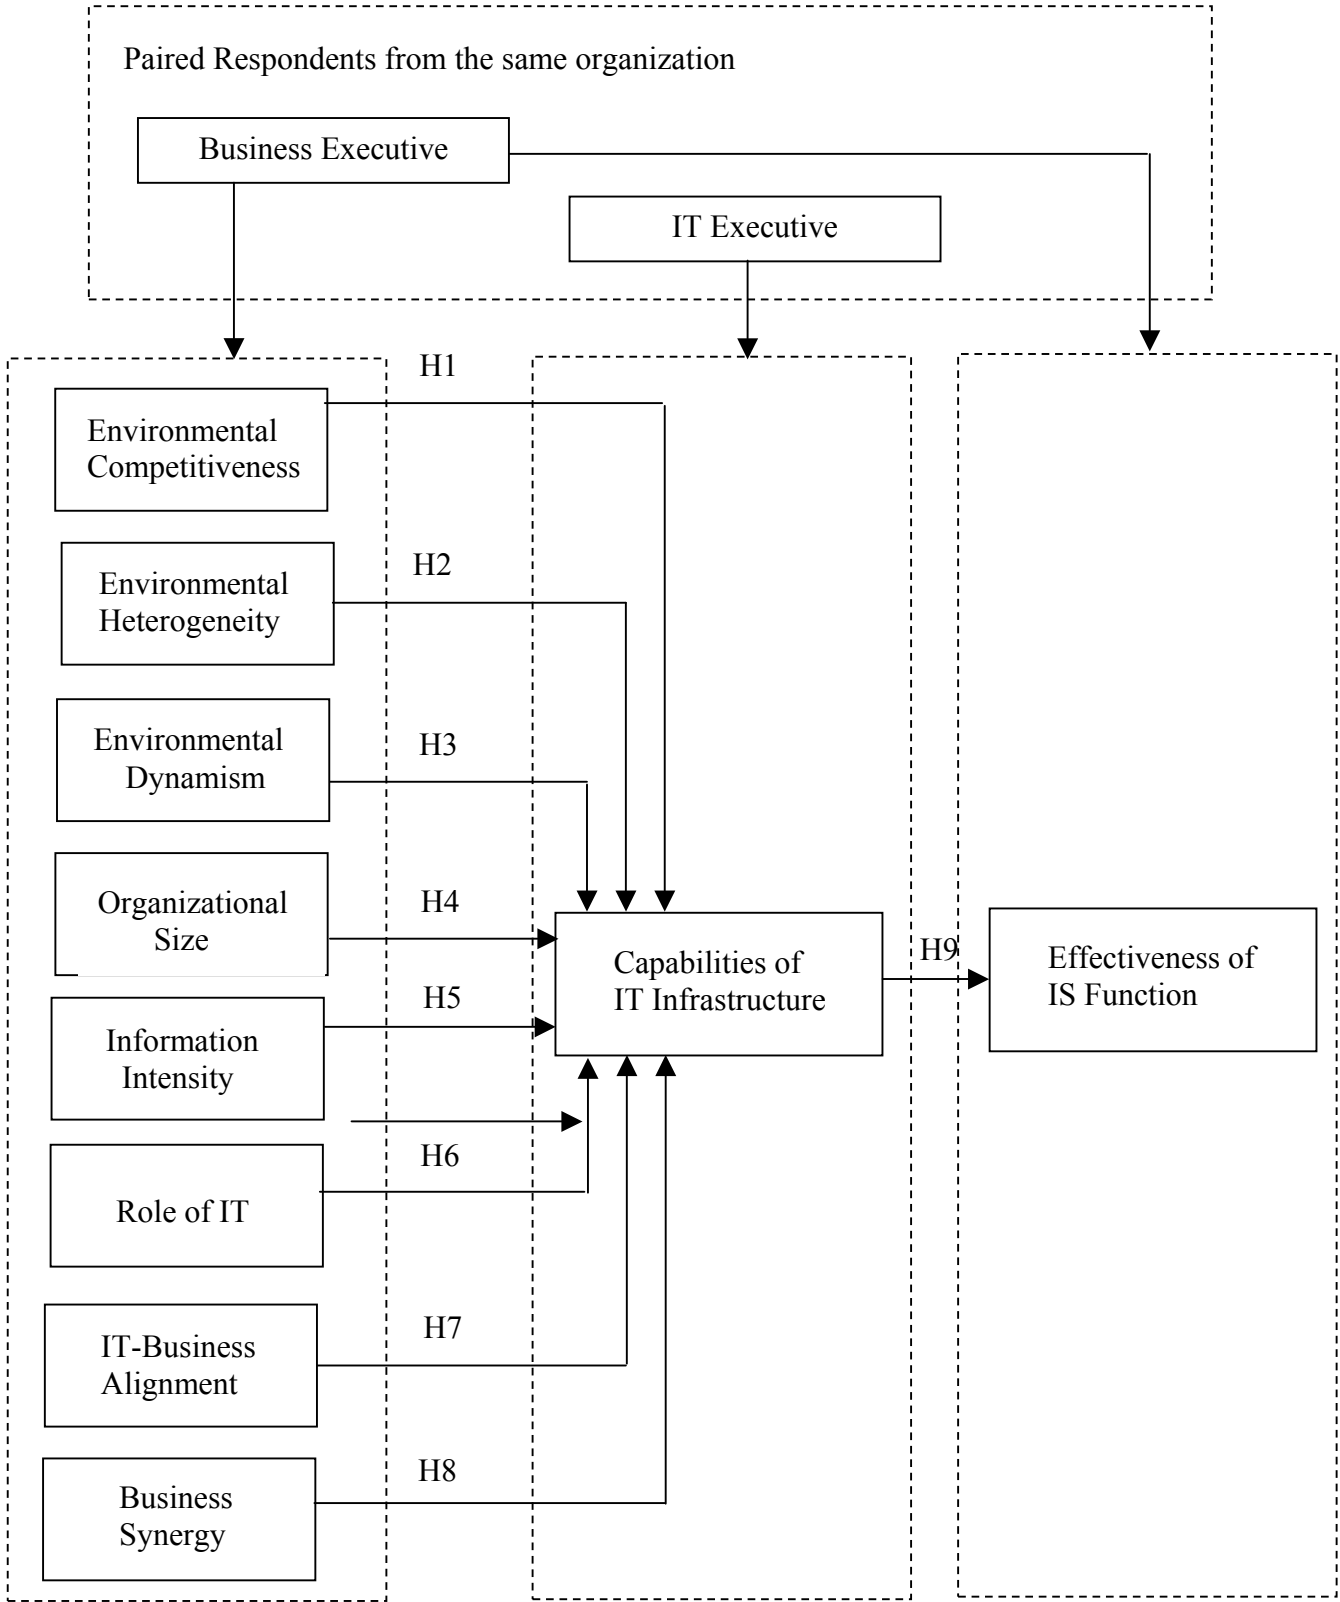 Paired Respondents from the same organization
Business Executive
IT Executive
H1
Environmental
Competitiveness
H2
Environmental
Heterogeneity
H3
Environmental
Dynamism
H4
Organizational
Size
H5
Information
Intensity
H6
Role of IT
H7
IT-Business
Alignment
H8
Business
Synergy
Capabilities of
IT Infrastructure
H9
Effectiveness of
IS Function